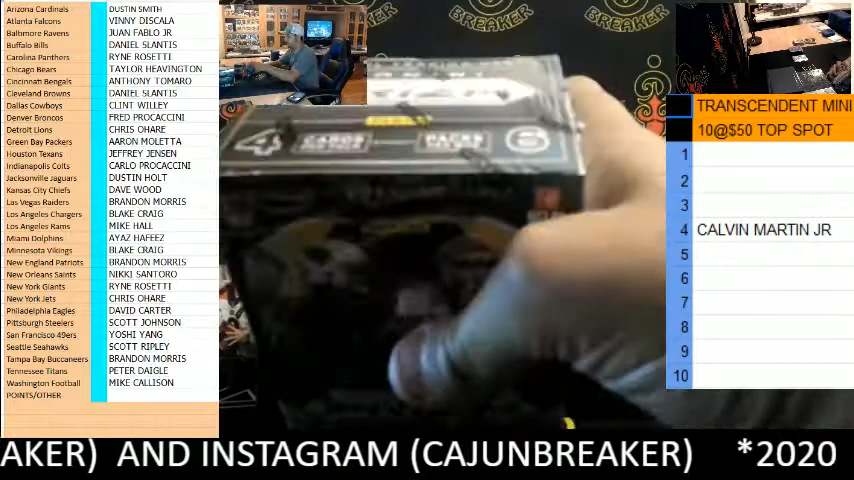 Arizona Cardinals DUSTIN SMITH
Atlanta Falcons VINNY DISCALA
Baltimore Ravens JUAN FABLO JR
Buffalo Bills DANIEL SLANTIS
Carolina Panthers RYNE ROSETTI
Chicago Bears TAYLOR HEAVINGTON
Cincinnati Bengals ANTHONY TOMARO
Cleveland Browns DANIEL SLANTIS
Dallas Cowboys CLINT WILLEY
Denver Broncos FRED PROCACCINI
Detroit Lions CHRIS OHARE
Green Bay Packers AARON MOLETTA
Houston Texans JEFFREY JENSEN
Indianapolis Colts CARLO PROCACCINI
Jacksonville Jaguars DUSTIN HOLT
Kansas City Chiefs DAVE WOOD
Las Vegas Raiders BRANDON MORRIS
Los Angeles Chargers BLAKE CRAIG
Los Angeles Rams MIKE HALL
Miami Dolphins AYAZ HAFEEZ
Minnesota Vikings BLAKE CRAIG
New England Patriots BRANDON MORRIS
New Orleans Saints NIKKI SANTORO
New York Giants RYNE ROSETTI
New York Jets CHRIS OHARE
Philadelphia Eagles DAVID CARTER
Pittsburgh Steelers SCOTT JOHNSON
San Francisco 49ers YOSHI YANG
Seattle Seahawks SCOTT RIPLEY
Tampa Bay Buccaneers BRANDON MORRIS
Tennessee Titans PETER DAIGLE
Washington Football MIKE CALLISON
POINTS/OTHER
BREAKER
BREAKER
4 CARDS PACKS 6
TRANSCENDENT MINI
10@$50 TOP SPOT
1
2
3
4 CALVIN MARTIN JR
5
6
7
8
9
10
AKER) AND INSTAGRAM (CAJUNBREAKER) *2020